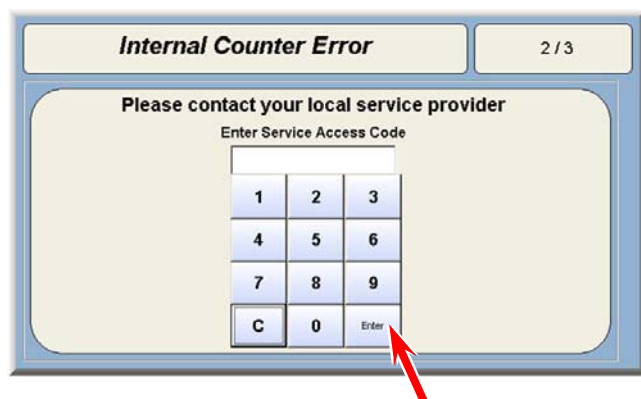 Internal Counter Error
2 / 3
Please contact your local service provider
Enter Service Access Code
1 2 3
4 5 6
7 8 9
C 0 Enter